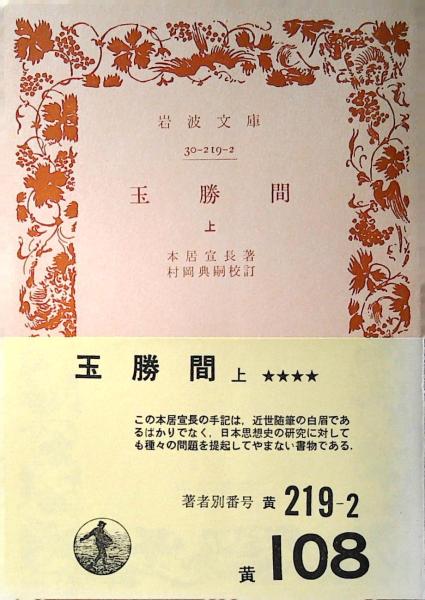 岩波文庫
30-219-2
玉勝間
上
本居宣長著
村岡典嗣校訂
玉勝間 上 ★★★★
この本居宣長の手記は，近世随筆の白眉であ
るばかりでなく，日本思想史の研究に対して
も種々の問題を提起してやまない書物である．
著者別番号 黄 219-2
黄 108